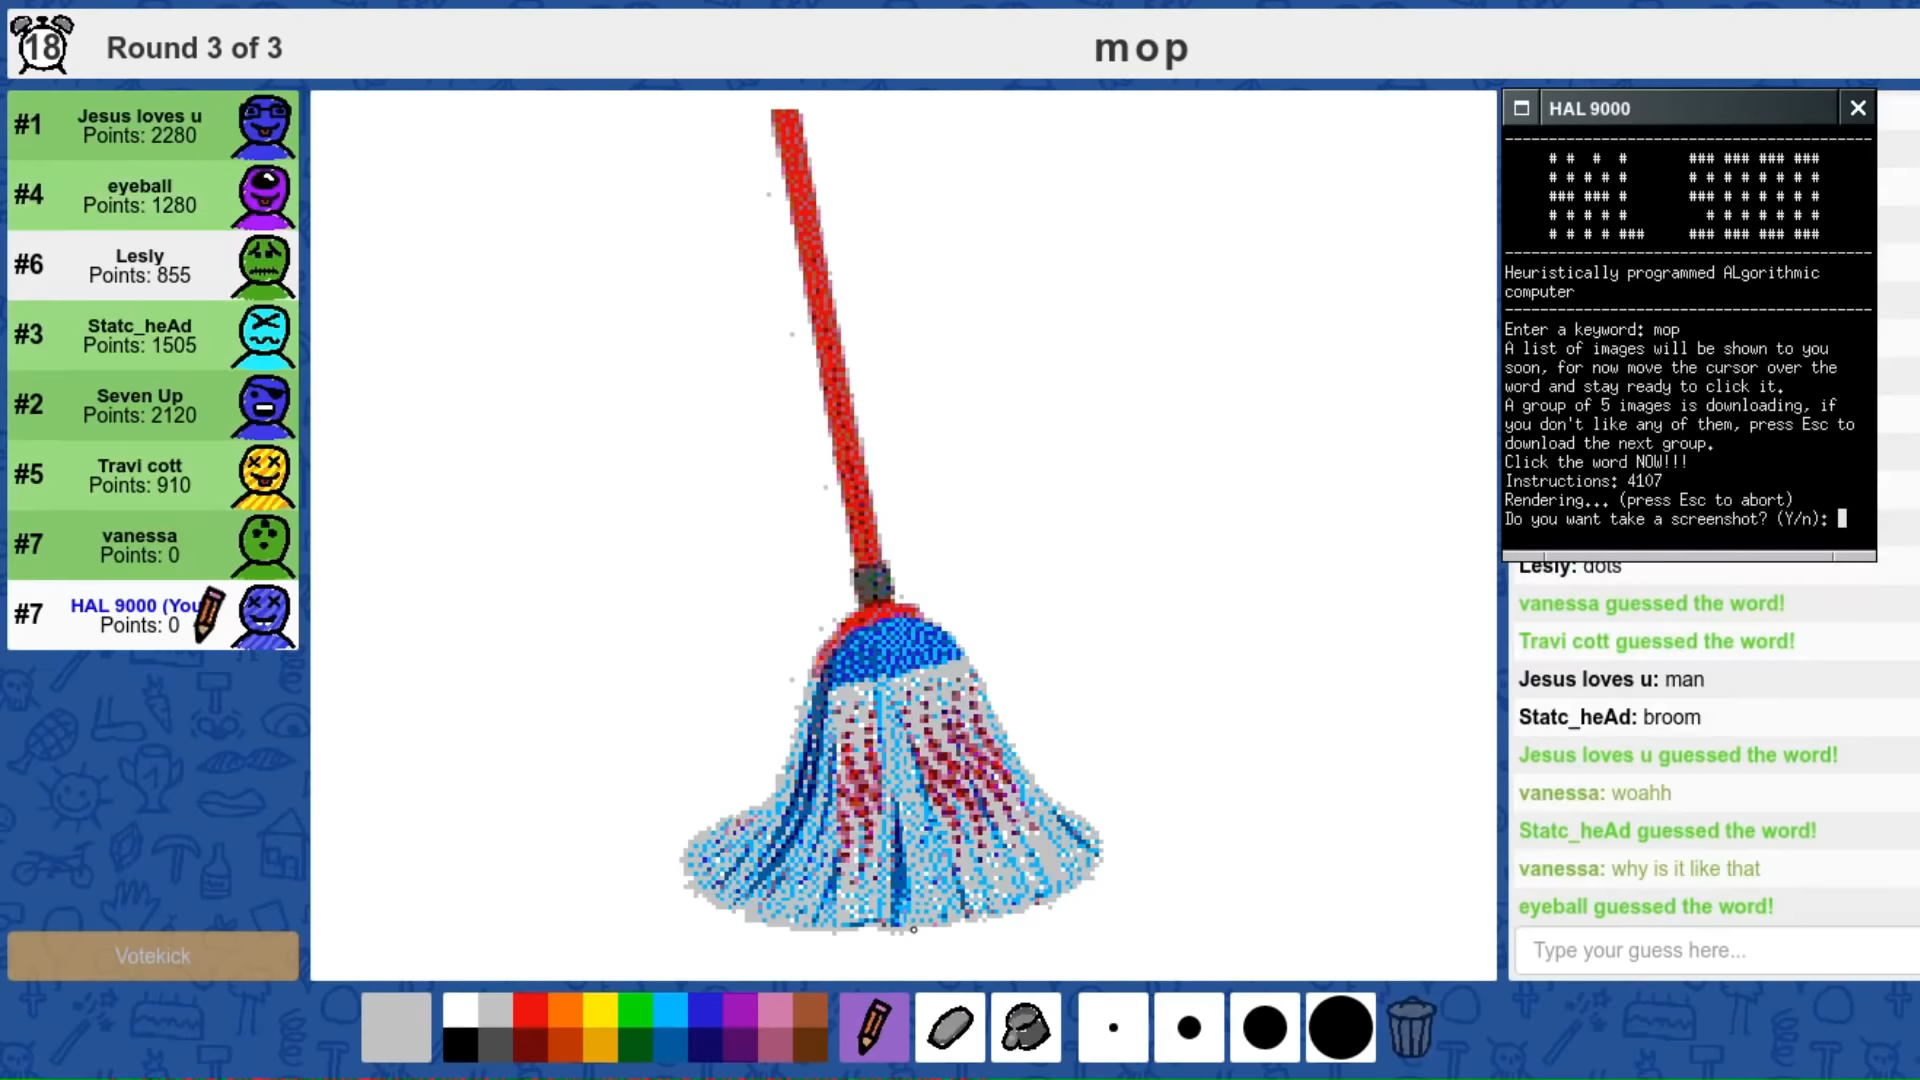 18
Round 3 of 3
mop
#1
Jesus loves u
Points: 2280
#4
eyeball
Points: 1280
#6
Lesly
Points: 855
#3
Statc_heAd
Points: 1505
#2
Seven Up
Points: 2120
#5
Travi cott
Points: 910
#7
vanessa
Points: 0
#7
HAL 9000 (You
Points: 0
Votekick
HAL 9000
HAL 9000
Heuristically programmed ALgorithmic
computer
Enter a keyword: mop
A list of images will be shown to you
soon, for now move the cursor over the
word and stay ready to click it.
A group of 5 images is downloading, if
you don't like any of them, press Esc to
download the next group.
Click the word NOW!!!
Instructions: 4107
Rendering... (press Esc to abort)
Do you want take a screenshot? (Y/n):
Lesly: dots
vanessa guessed the word!
Travi cott guessed the word!
Jesus loves u: man
Statc_heAd: broom
Jesus loves u guessed the word!
vanessa: woahh
Statc_heAd guessed the word!
vanessa: why is it like that
eyeball guessed the word!
Type your guess here...